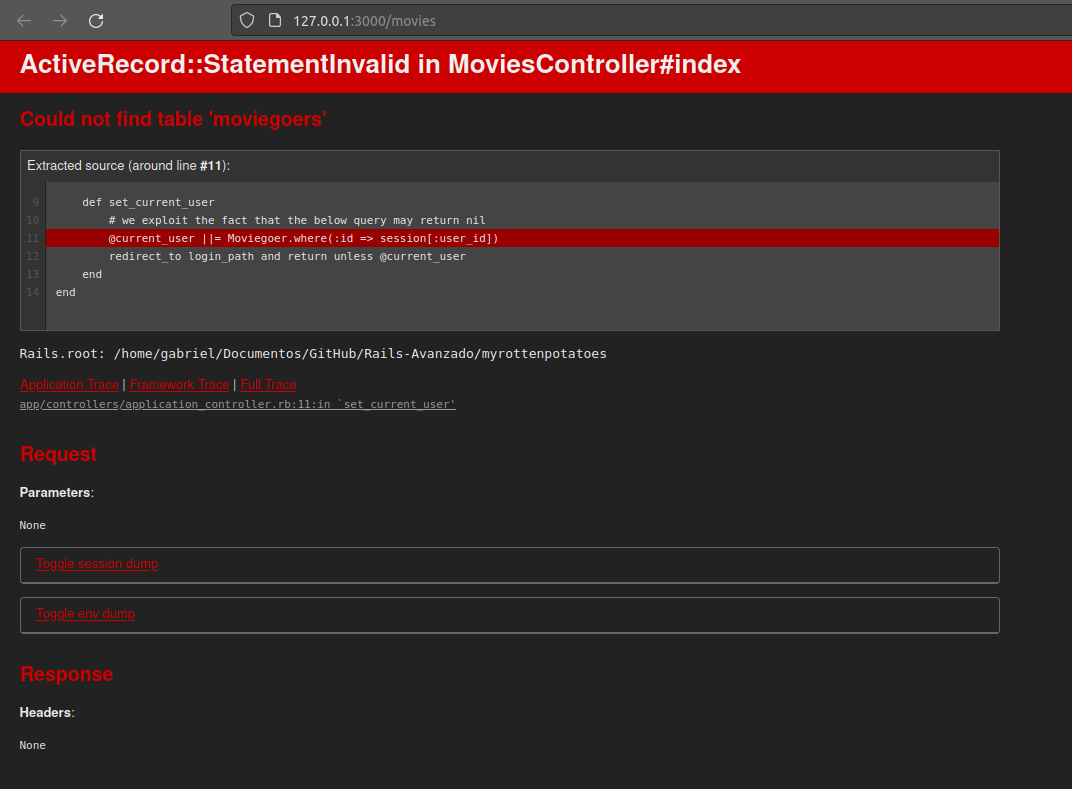 127.0.0.1:3000/movies
ActiveRecord::StatementInvalid in MoviesController#index
Could not find table 'moviegoers'
Extracted source (around line #11):
9 def set_current_user
10 # we exploit the fact that the below query may return nil
11 @current_user ||= Moviegoer.where(:id => session[:user_id])
12 redirect_to login_path and return unless @current_user
13 end
14 end
Rails.root: /home/gabriel/Documentos/GitHub/Rails-Avanzado/myrottenpotatoes
Application Trace | Framework Trace | Full Trace
app/controllers/application_controller.rb:11:in `set_current_user'
Request
Parameters:
None
Toggle session dump
Toggle env dump
Response
Headers:
None